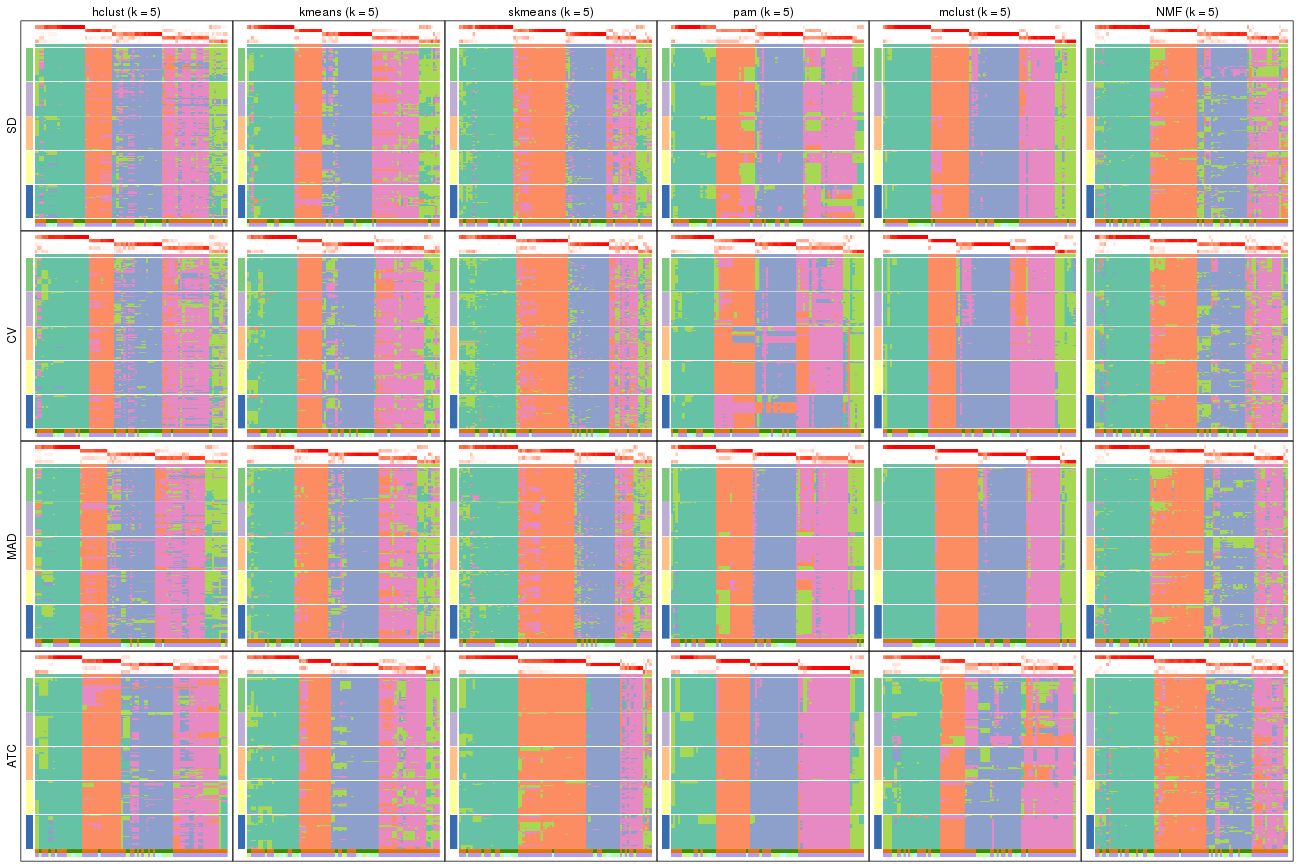 hclust (k = 5) kmeans (k = 5) skmeans (k = 5) pam (k = 5) mclust (k = 5) NMF (k = 5)
SD
CV
MAD
ATC